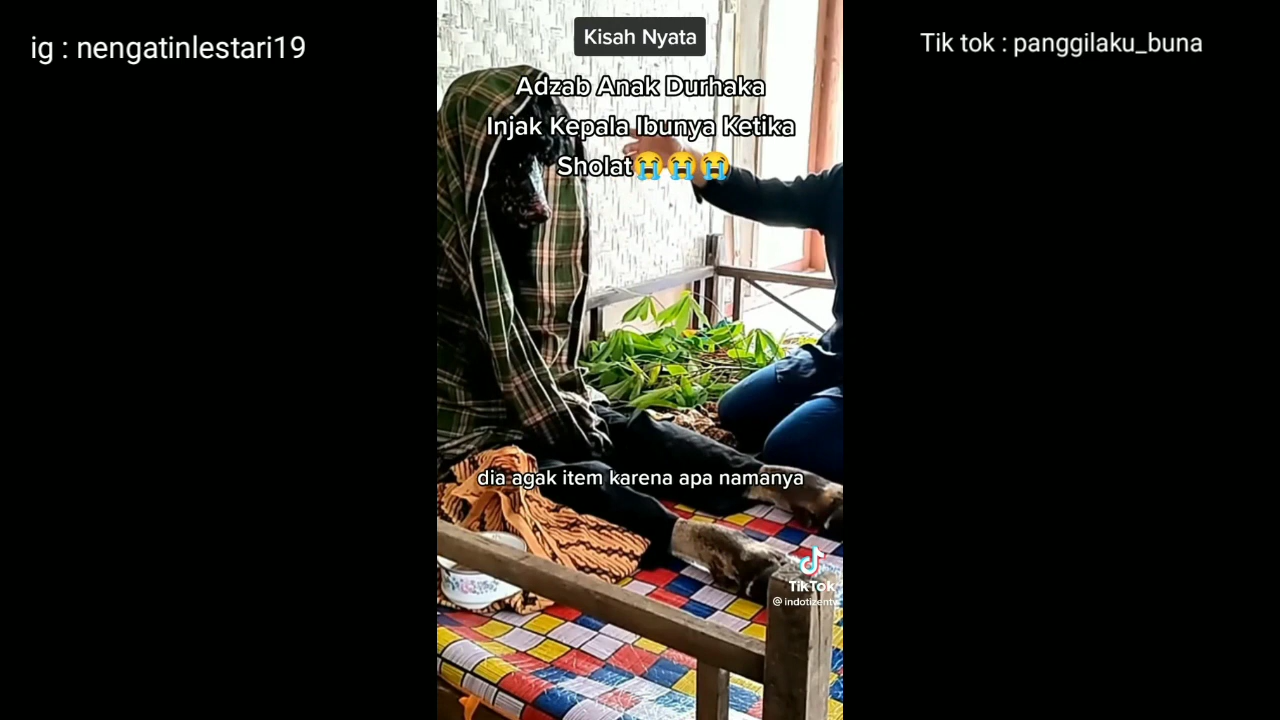 ig : nengatinlestari19
Tik tok : panggilaku_buna
Kisah Nyata
Adzab Anak Durhaka
Injak Kepala Ibunya Ketika
Sholat😭😭😭
dia agak item karena apa namanya
TikTok
@ indotizentv